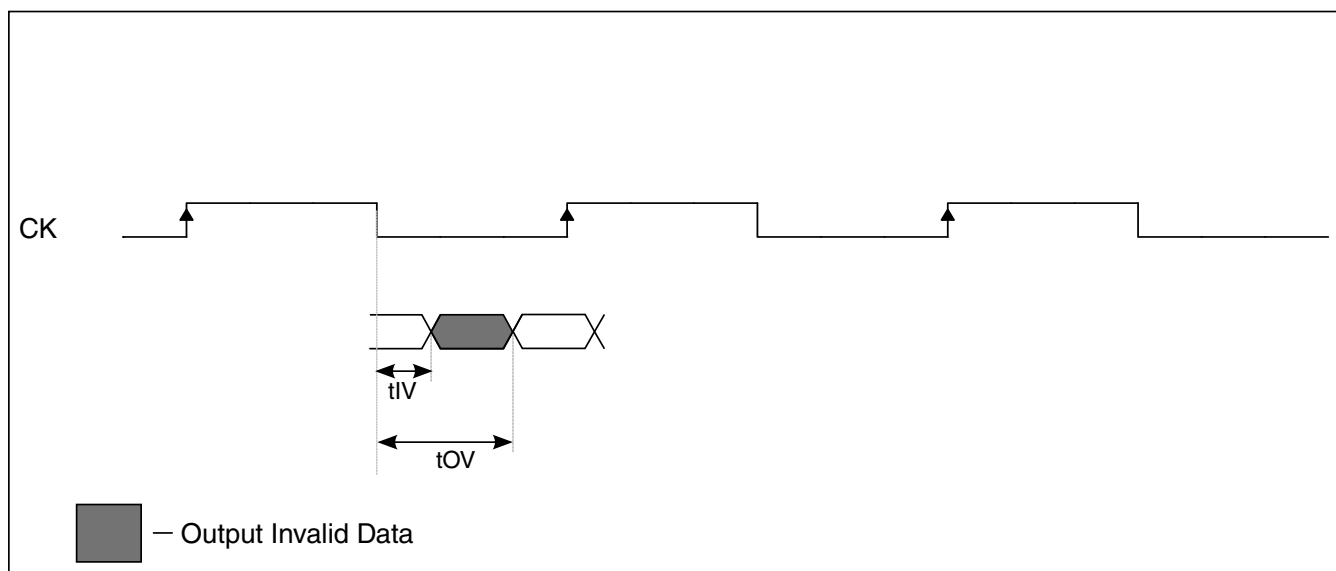 CK
tIV
tOV
— Output Invalid Data